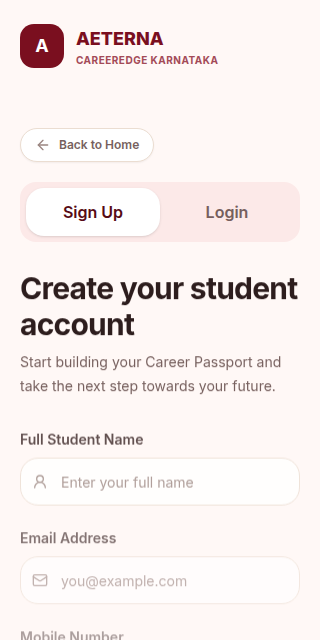 A
AETERNA
CAREEREDGE KARNATAKA
Back to Home
Sign Up
Login
Create your student
account
Start building your Career Passport and
take the next step towards your future.
Full Student Name
Enter your full name
Email Address
you@example.com
Mobile Number